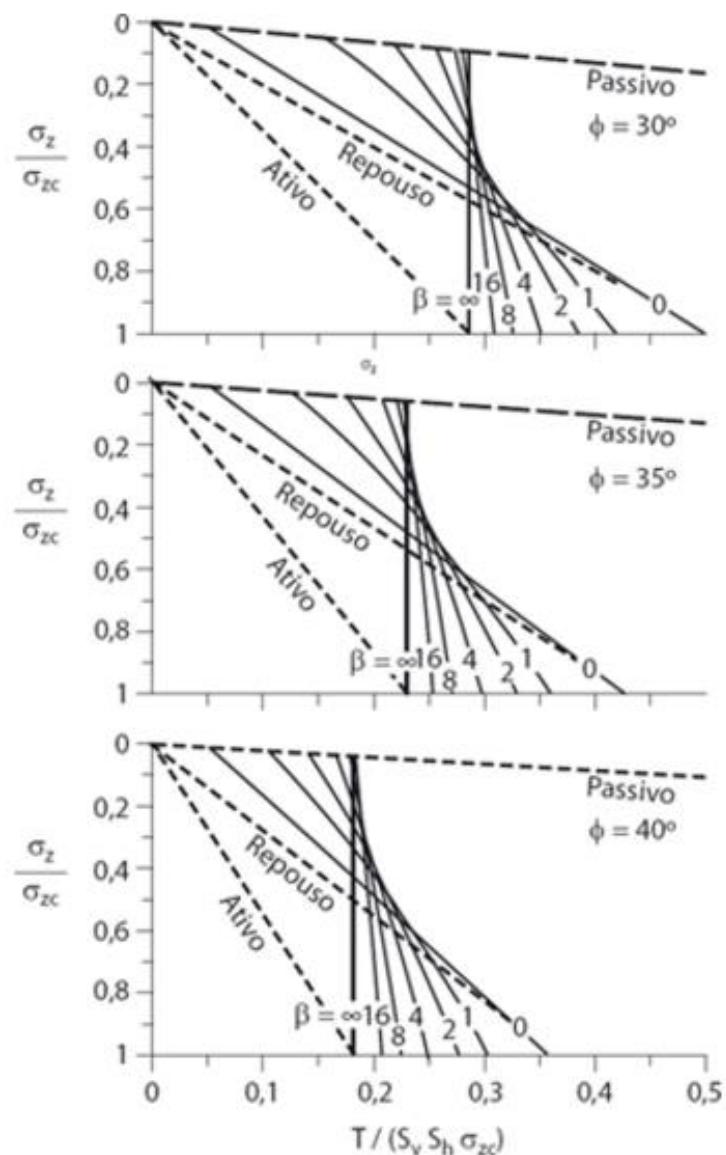 0
0,2
0,4
0,6
0,8
1
σz
σzc
Passivo
ϕ = 30º
Repouso
Ativo
β = ∞
16
8
4
2
1
0
σz
0
0,2
0,4
0,6
0,8
1
σz
σzc
Passivo
ϕ = 35º
Repouso
Ativo
β = ∞
16
8
4
2
1
0
0
0,2
0,4
0,6
0,8
1
σz
σzc
Passivo
ϕ = 40º
Repouso
Ativo
β = ∞
16
8
4
2
1
0
0 0,1 0,2 0,3 0,4 0,5
T / (Sv Sh σzc)